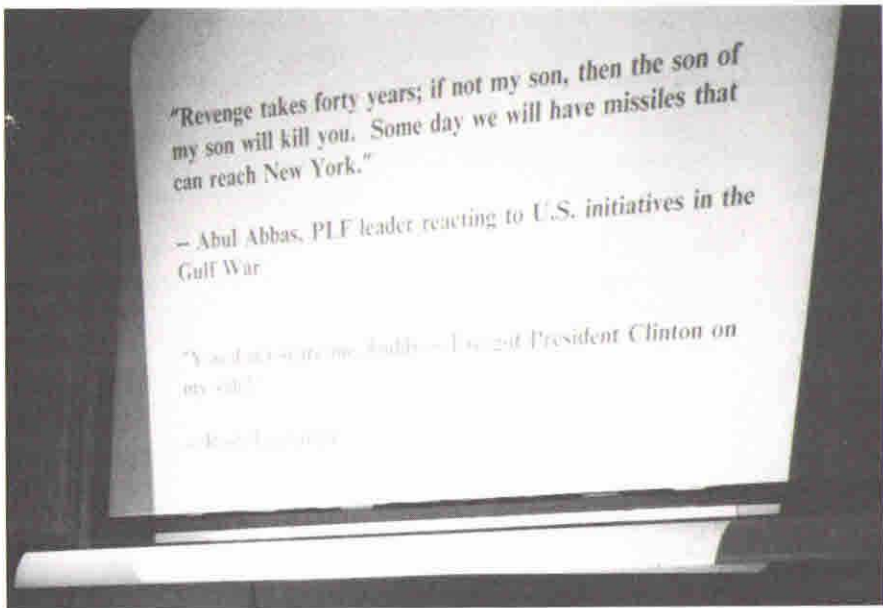 "Revenge takes forty years; if not my son, then the son of
my son will kill you.  Some day we will have missiles that
can reach New York."
– Abul Abbas, PLF leader reacting to U.S. initiatives in the
Gulf War
President Clinton on
my